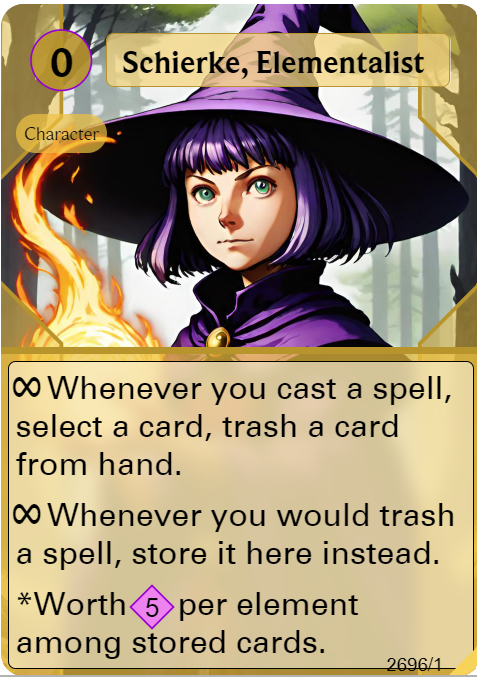 0
Schierke, Elementalist
Character
∞ Whenever you cast a spell,
select a card, trash a card
from hand.
∞ Whenever you would trash
a spell, store it here instead.
*Worth 5 per element
among stored cards.
2696/1